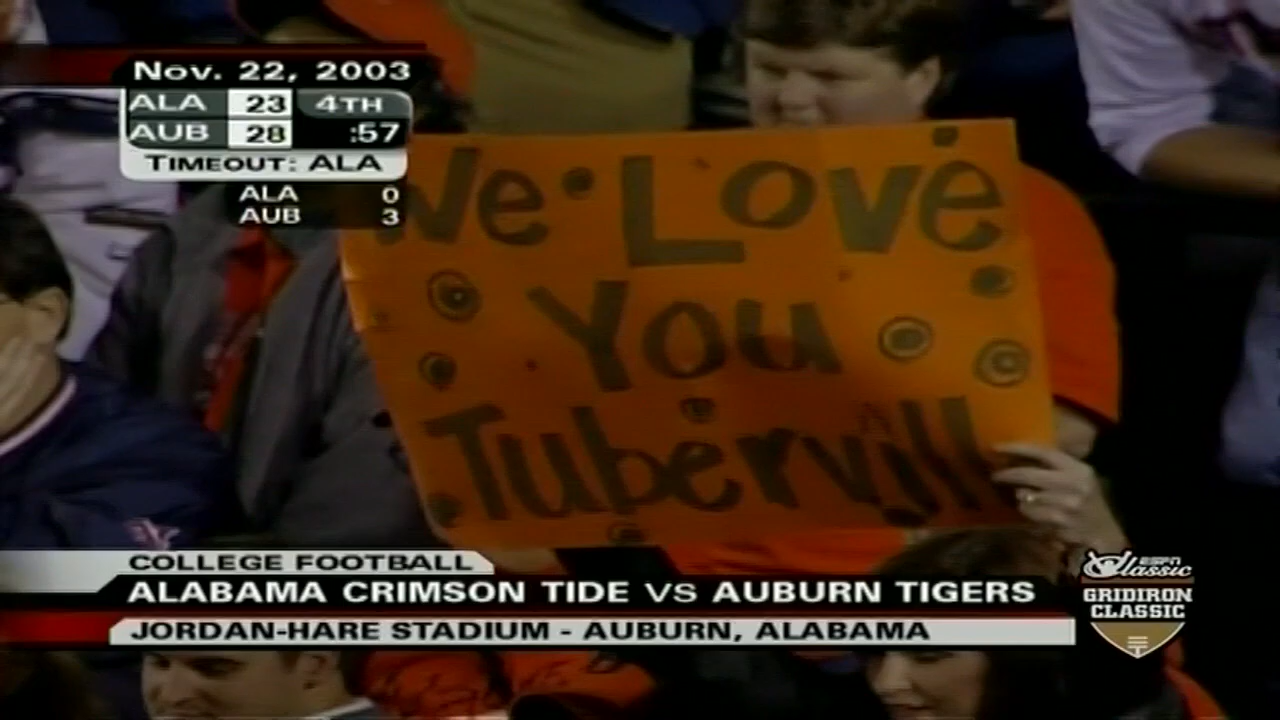 Nov. 22, 2003
ALA 23 4TH
AUB 28 :57
TIMEOUT: ALA
ALA 0
AUB 3
We Love
You
Tubervill
COLLEGE FOOTBALL
ALABAMA CRIMSON TIDE VS AUBURN TIGERS
JORDAN-HARE STADIUM - AUBURN, ALABAMA
ESPN
Classic
GRIDIRON
CLASSIC